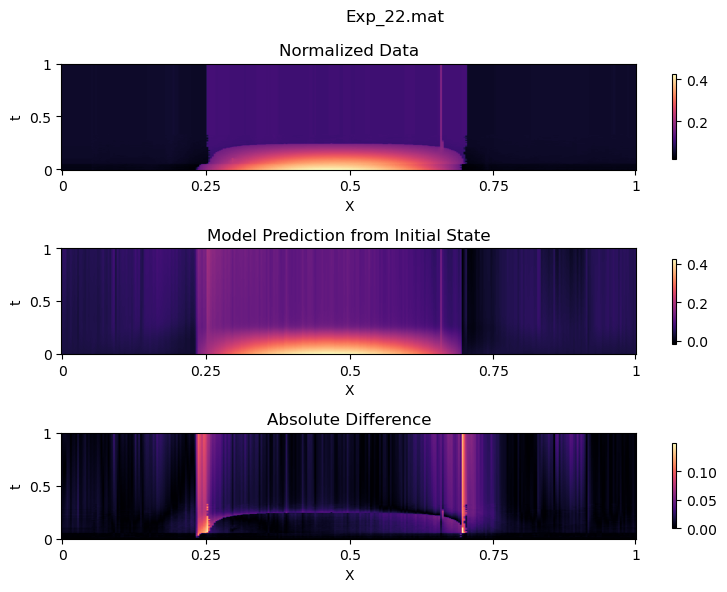 Exp_22.mat
Normalized Data
1
0.5
0
t
0 0.25 0.5 0.75 1
X
0.4
0.2
Model Prediction from Initial State
1
0.5
0
t
0 0.25 0.5 0.75 1
X
0.4
0.2
0.0
Absolute Difference
1
0.5
0
t
0 0.25 0.5 0.75 1
X
0.10
0.05
0.00